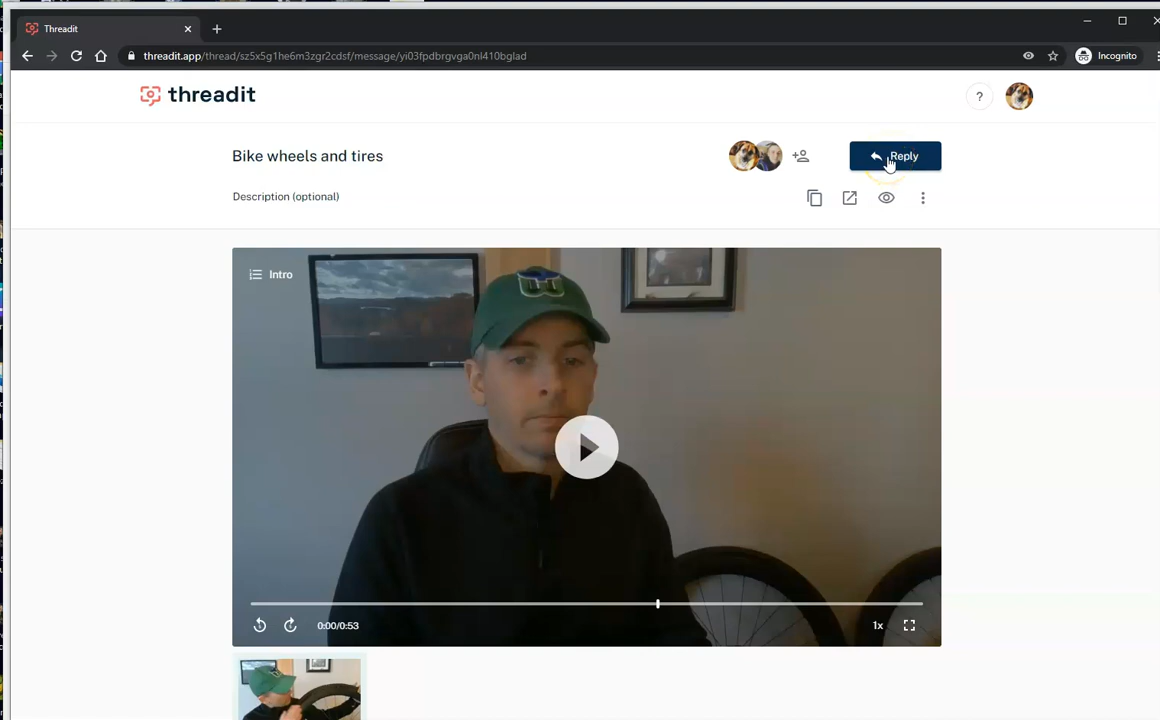 Threadit
threadit.app/thread/sz5x5g1he6m3zgr2cdsf/message/yi03fpdbrgvga0nl410bglad
Incognito
threadit
?
Bike wheels and tires
Reply
Description (optional)
Intro
0:00/0:53
1x